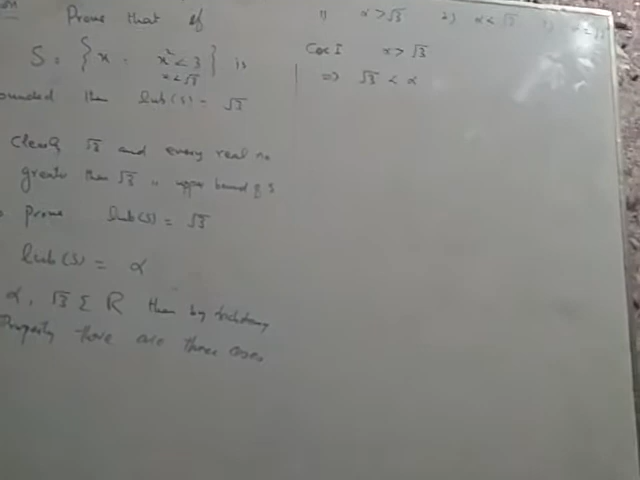 Prove that if
S = { x : x² < 3 } is
x < √3
ounded then lub(S) = √3
Clearly √3 and every real no
greater than √3 is upper bound of S
prove lub(S) = √3
lub(S) = α
α, √3 ∈ R then by trichotomy
Property there are three cases
1) α > √3 2) α < √3
Case I α > √3
⇒ √3 < α